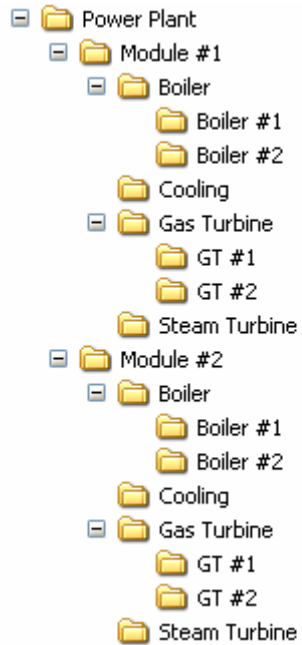 Power Plant
Module #1
Boiler
Boiler #1
Boiler #2
Cooling
Gas Turbine
GT #1
GT #2
Steam Turbine
Module #2
Boiler
Boiler #1
Boiler #2
Cooling
Gas Turbine
GT #1
GT #2
Steam Turbine